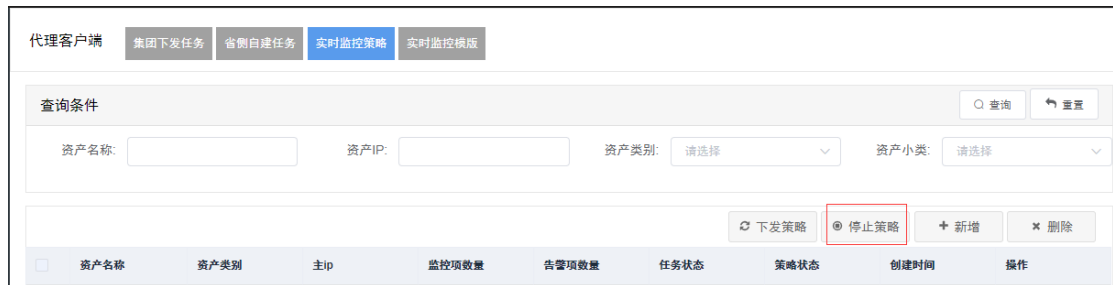 代理客户端 集团下发任务 省侧自建任务 实时监控策略 实时监控模版
查询条件 查询 重置
资产名称: 资产IP: 资产类别: 请选择 资产小类: 请选择
下发策略 停止策略 新增 删除
资产名称 资产类别 主ip 监控项数量 告警项数量 任务状态 策略状态 创建时间 操作